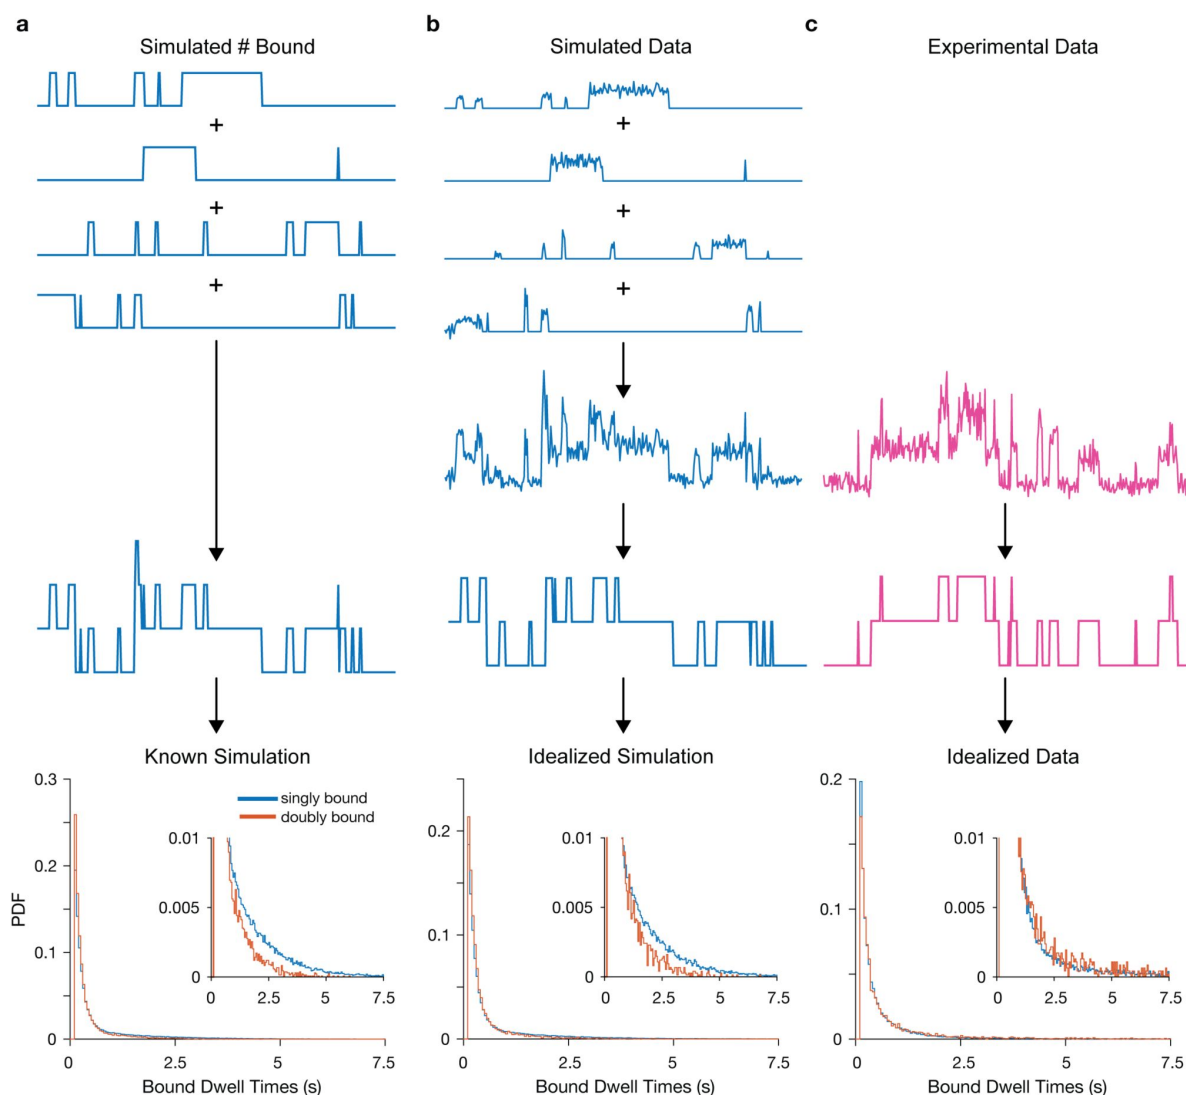 a
b
c
Simulated # Bound
Simulated Data
Experimental Data
+
+
+
+
+
+
Known Simulation
Idealized Simulation
Idealized Data
0.3
0.2
0.1
0
PDF
singly bound
doubly bound
0.01
0.005
0
0 2.5 5 7.5
0 2.5 5 7.5
Bound Dwell Times (s)
0.2
0.1
0
0.01
0.005
0
0 2.5 5 7.5
0 2.5 5 7.5
Bound Dwell Times (s)
0.2
0.1
0
0.01
0.005
0
0 2.5 5 7.5
0 2.5 5 7.5
Bound Dwell Times (s)